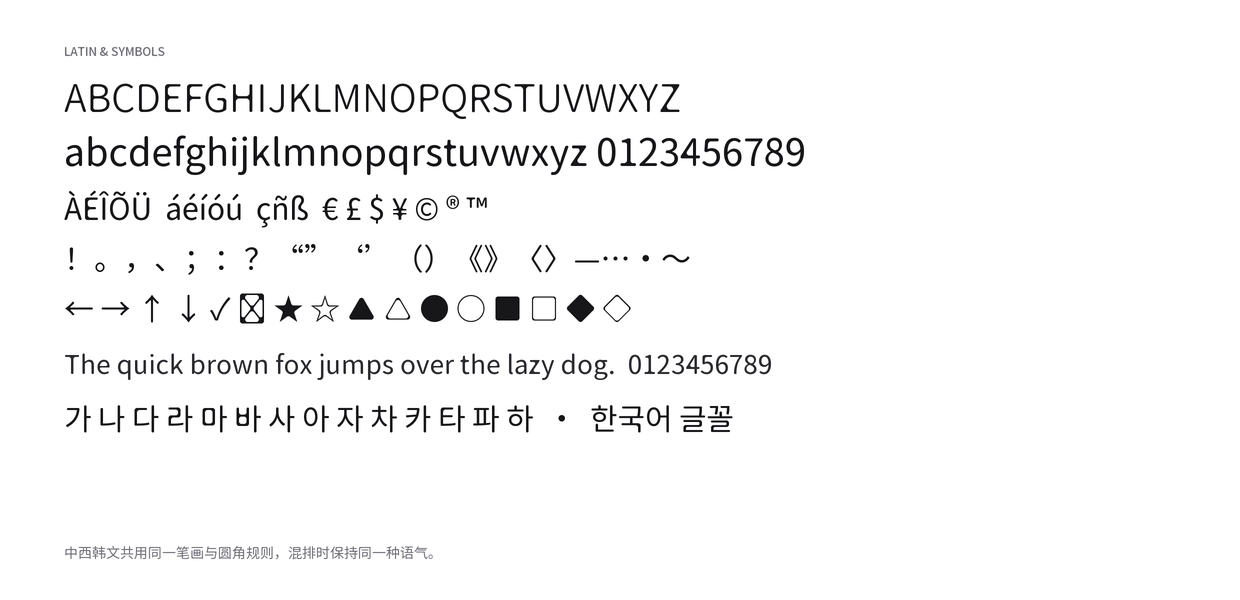 LATIN & SYMBOLS
ABCDEFGHIJKLMNOPQRSTUVWXYZ
abcdefghijklmnopqrstuvwxyz 0123456789
ÀÉÎÕÜ áéíóú çñß € £ $ ¥ © ® ™
！。，、；：？ “” ‘’ （） 《》 〈〉 —…・～
←→↑↓✓☒★☆▲△●○■□◆◇
The quick brown fox jumps over the lazy dog. 0123456789
가 나 다 라 마 바 사 아 자 차 카 타 파 하 · 한국어 글꼴
中西韩文共用同一笔画与圆角规则，混排时保持同一种语气。